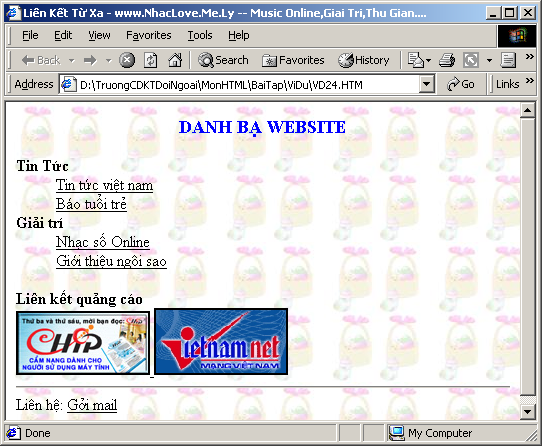 Liên Kết Từ Xa - www.NhacLove.Me.Ly -- Music Online,Giai Tri,Thu Gian....
File Edit View Favorites Tools Help
Back Search Favorites History
Address D:\TruongCDKTDoiNgoai\MonHTML\BaiTap\ViDu\VD24.HTM Go Links
DANH BẠ WEBSITE
Tin Tức
Tin tức việt nam
Báo tuổi trẻ
Giải trí
Nhạc số Online
Giới thiệu ngôi sao
Liên kết quảng cáo
Thứ ba và thứ sáu, mời bạn đọc: CHIP
CHIP
CẨM NANG DÀNH CHO
NGƯỜI SỬ DỤNG MÁY TÍNH
Vietnam net
MẠNG VIỆT NAM
Liên hệ: Gởi mail
Done My Computer